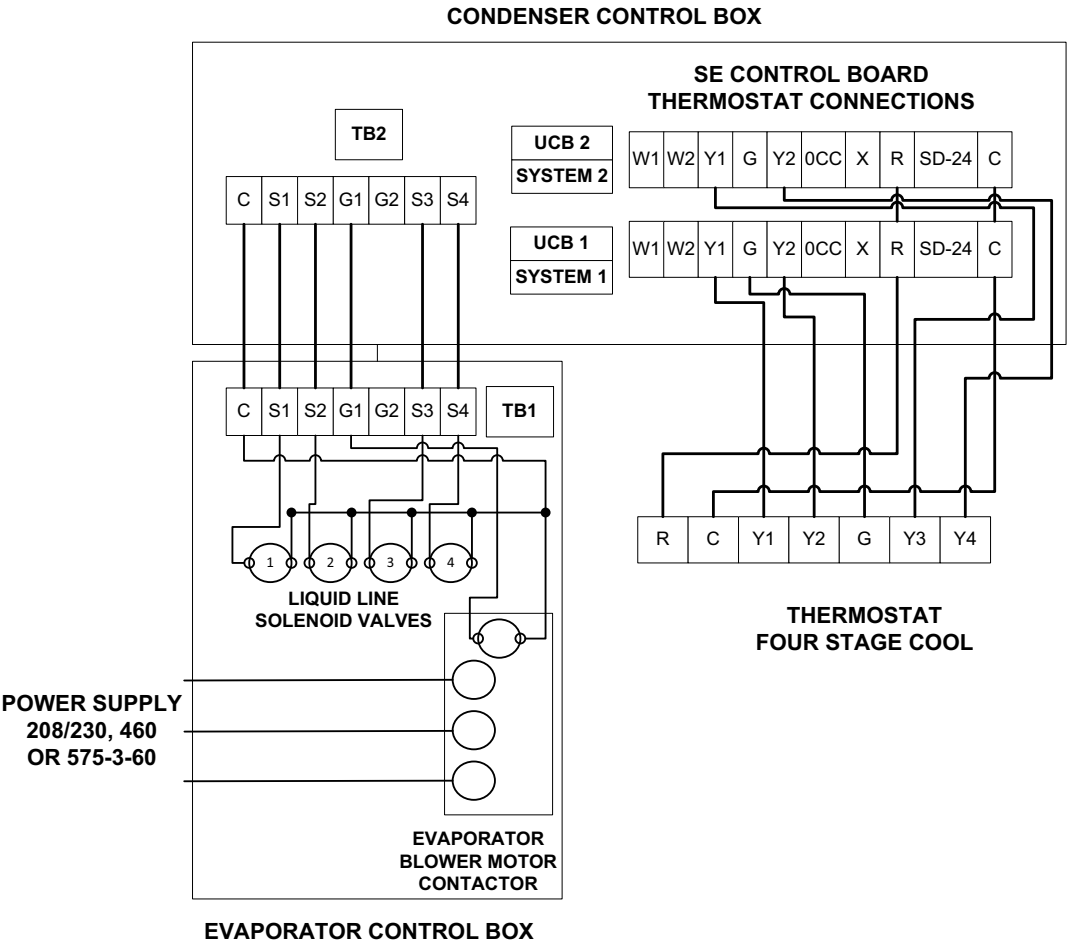 CONDENSER CONTROL BOX
SE CONTROL BOARD
THERMOSTAT CONNECTIONS
TB2
UCB 2
SYSTEM 2
W1 W2 Y1 G Y2 0CC X R SD-24 C
C S1 S2 G1 G2 S3 S4
UCB 1
SYSTEM 1
W1 W2 Y1 G Y2 0CC X R SD-24 C
C S1 S2 G1 G2 S3 S4
TB1
R C Y1 Y2 G Y3 Y4
1 2 3 4
LIQUID LINE
SOLENOID VALVES
THERMOSTAT
FOUR STAGE COOL
POWER SUPPLY
208/230, 460
OR 575-3-60
EVAPORATOR
BLOWER MOTOR
CONTACTOR
EVAPORATOR CONTROL BOX